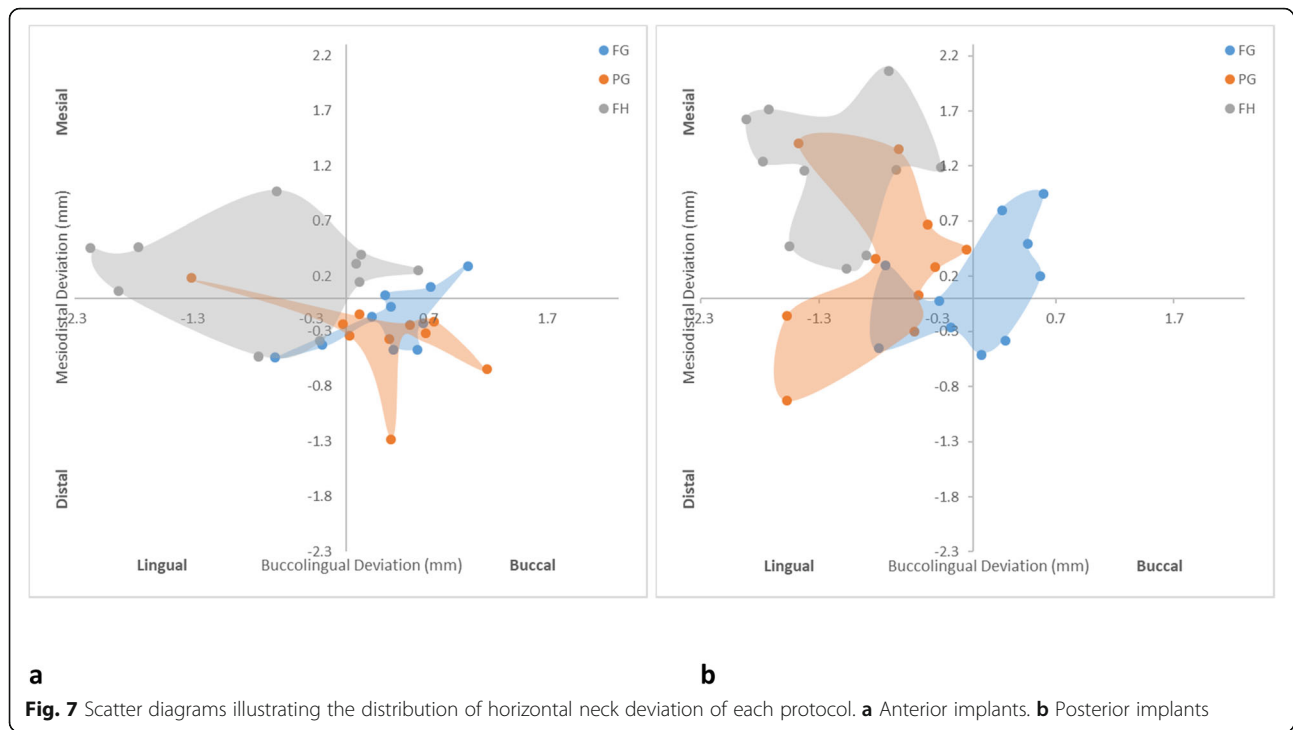 2.2
1.7
1.2
0.7
0.2
-0.3
-0.8
-1.3
-1.8
-2.3
-2.3
-1.3
-0.3
0.7
1.7
Mesial
Mesiodistal Deviation (mm)
Distal
Lingual
Buccolingual Deviation (mm)
Buccal
FG
PG
FH
2.2
1.7
1.2
0.7
0.2
-0.3
-0.8
-1.3
-1.8
-2.3
-2.3
-1.3
-0.3
0.7
1.7
Mesial
Mesiodistal Deviation (mm)
Distal
Lingual
Buccolingual Deviation (mm)
Buccal
FG
PG
FH
a
b
Fig. 7 Scatter diagrams illustrating the distribution of horizontal neck deviation of each protocol. a Anterior implants. b Posterior implants